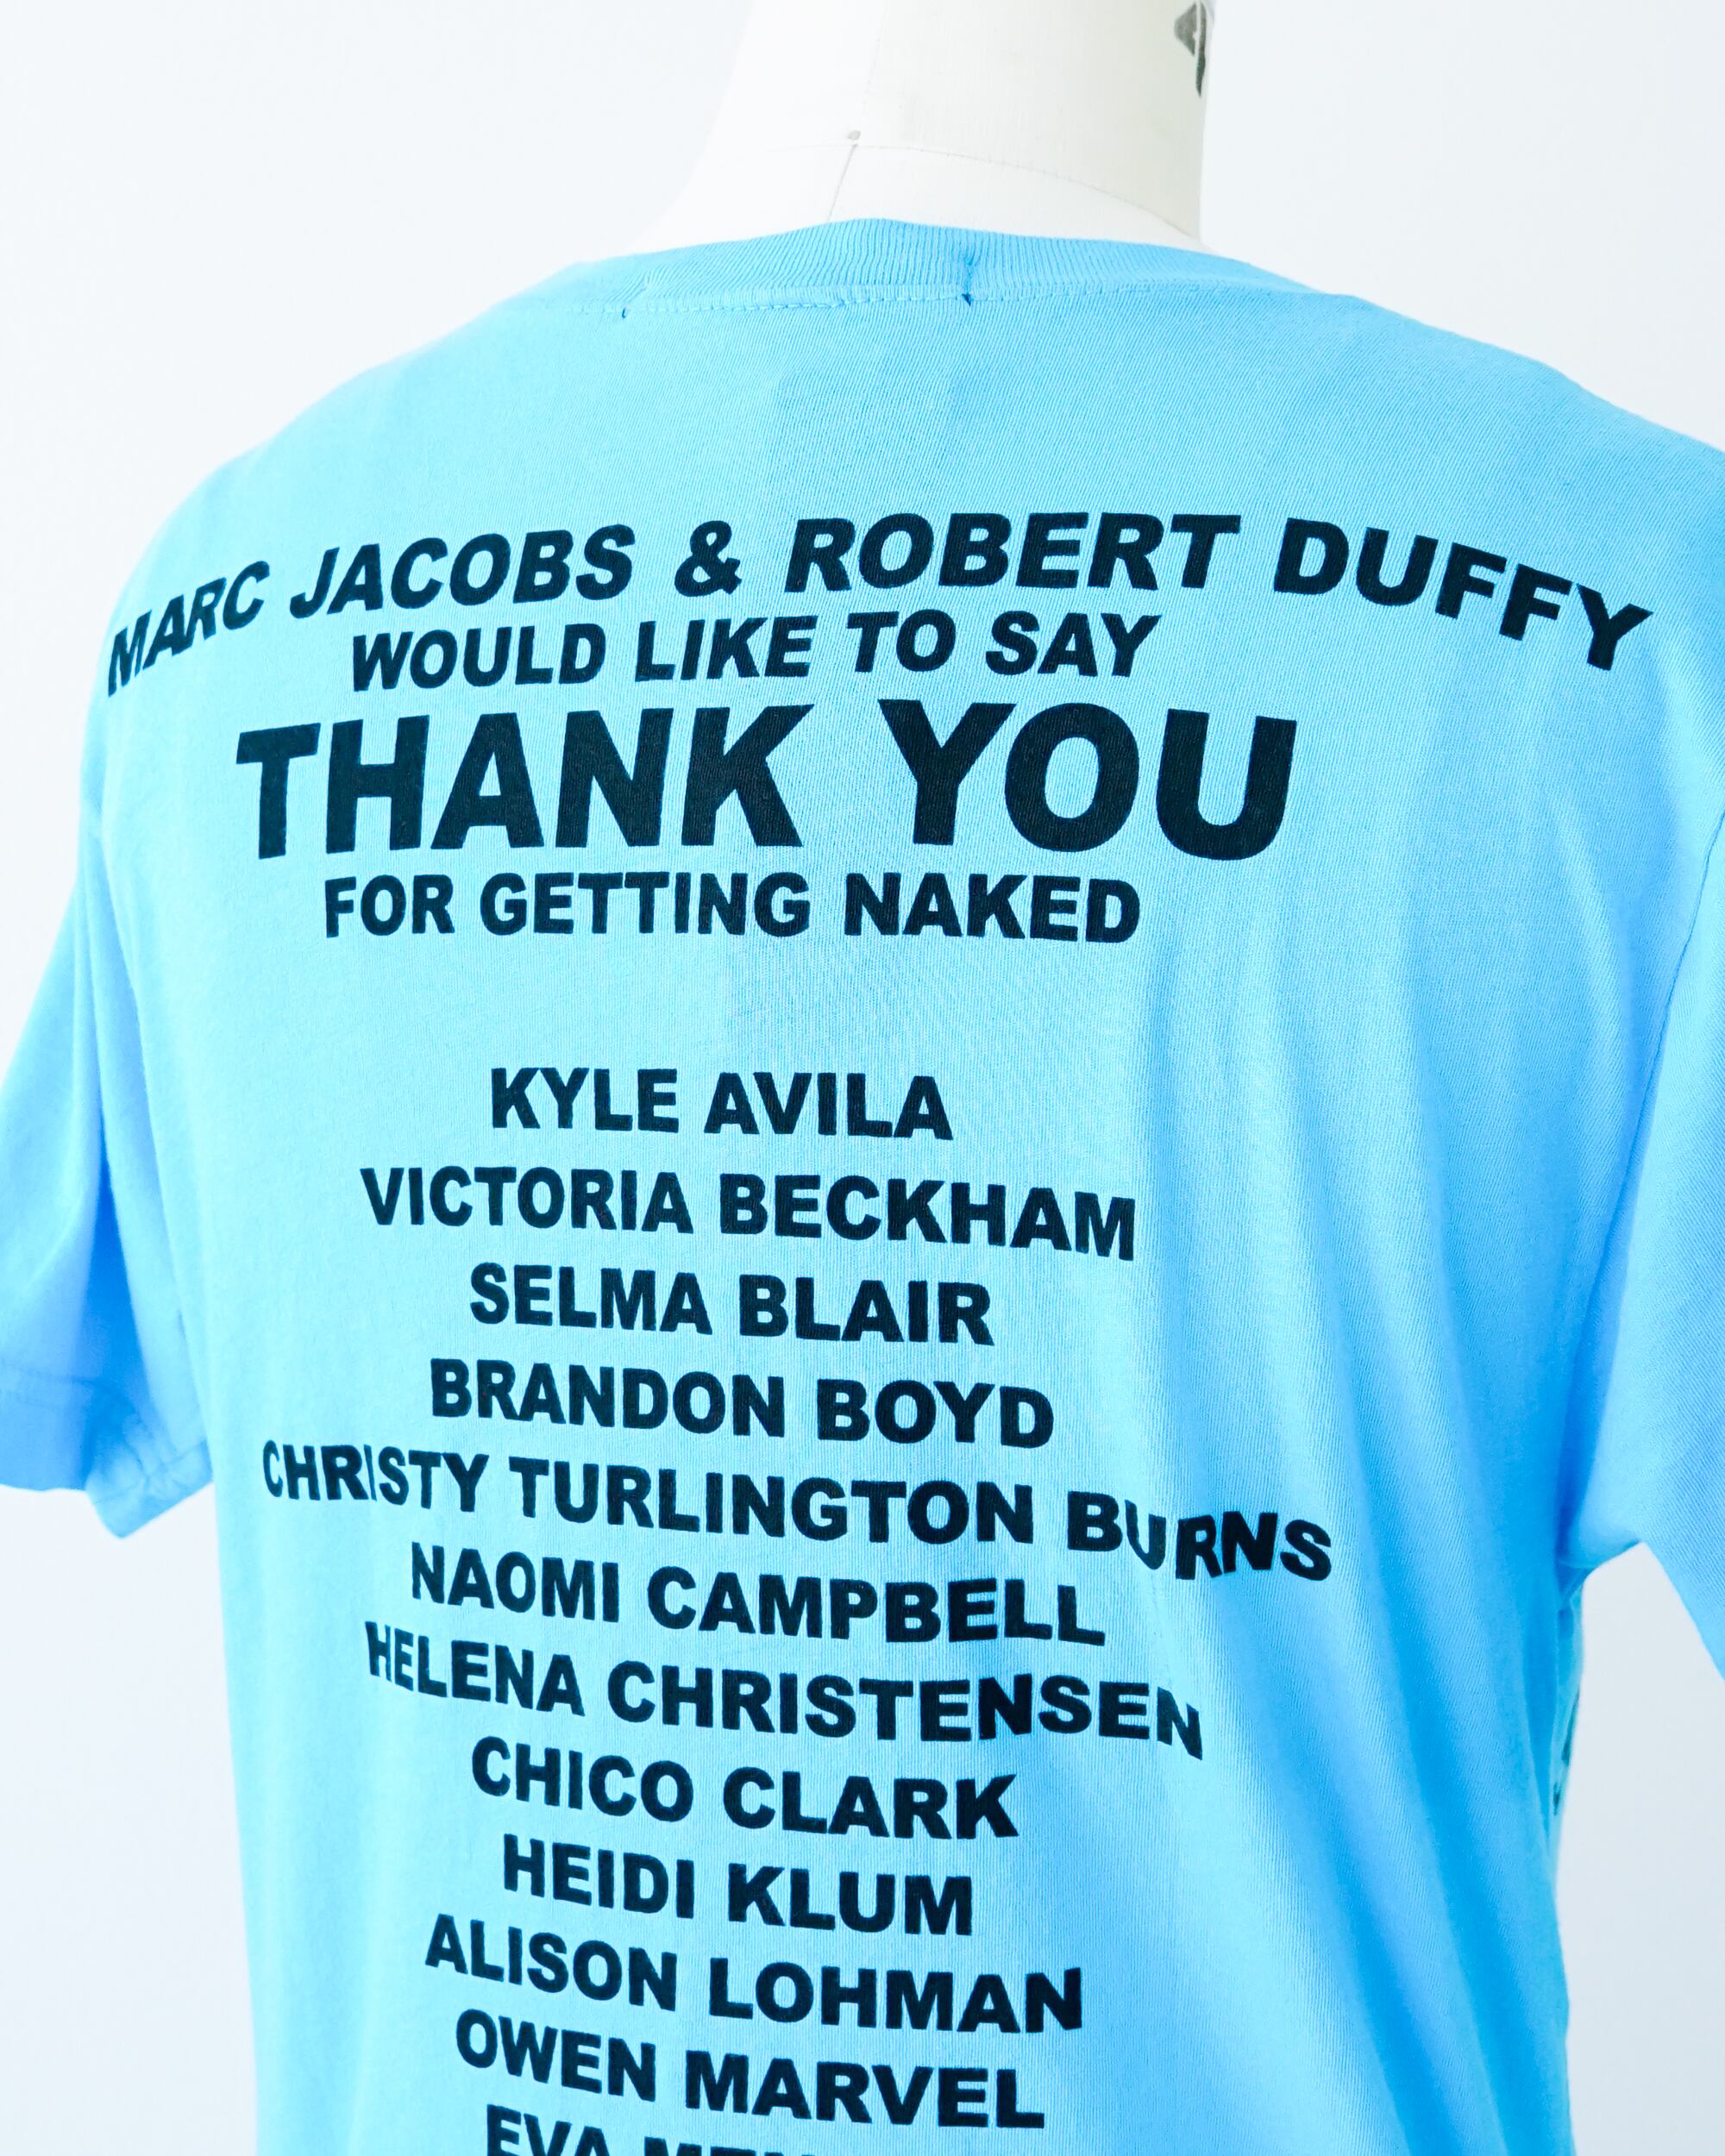 MARC JACOBS & ROBERT DUFFY
WOULD LIKE TO SAY
THANK YOU
FOR GETTING NAKED
KYLE AVILA
VICTORIA BECKHAM
SELMA BLAIR
BRANDON BOYD
CHRISTY TURLINGTON BURNS
NAOMI CAMPBELL
HELENA CHRISTENSEN
CHICO CLARK
HEIDI KLUM
ALISON LOHMAN
OWEN MARVEL
EVA